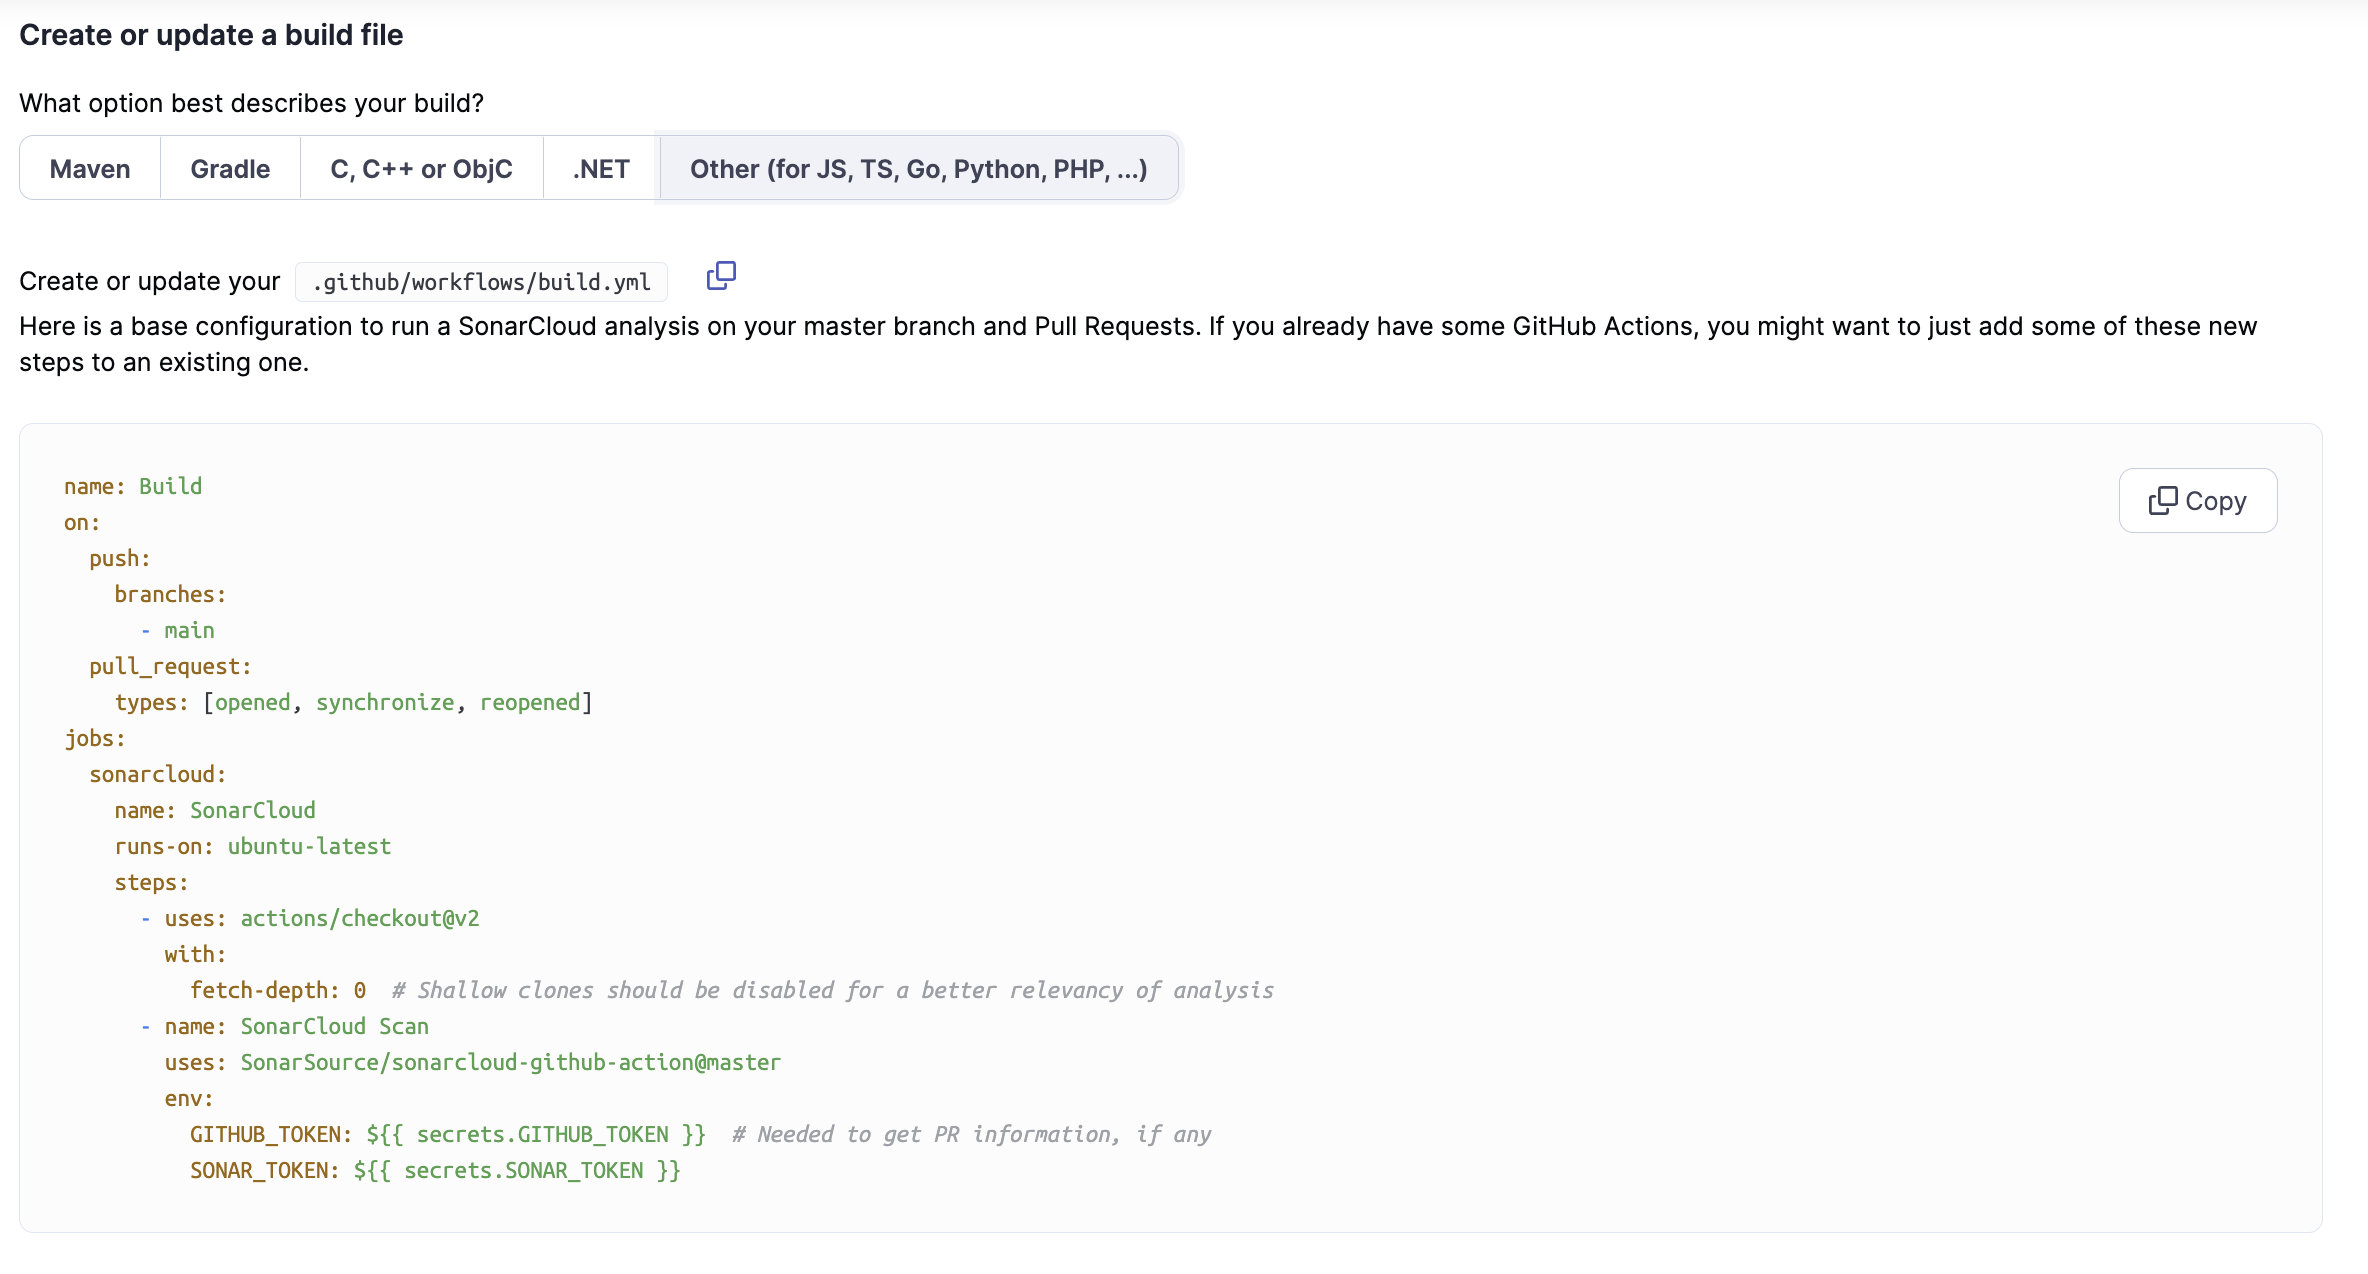 Create or update a build file
What option best describes your build?
Maven Gradle C, C++ or ObjC .NET Other (for JS, TS, Go, Python, PHP, ...)
Create or update your .github/workflows/build.yml
Here is a base configuration to run a SonarCloud analysis on your master branch and Pull Requests. If you already have some GitHub Actions, you might want to just add some of these new
steps to an existing one.
Copy
name: Build
on:
  push:
    branches:
      - main
  pull_request:
    types: [opened, synchronize, reopened]
jobs:
  sonarcloud:
    name: SonarCloud
    runs-on: ubuntu-latest
    steps:
      - uses: actions/checkout@v2
        with:
          fetch-depth: 0  # Shallow clones should be disabled for a better relevancy of analysis
      - name: SonarCloud Scan
        uses: SonarSource/sonarcloud-github-action@master
        env:
          GITHUB_TOKEN: ${{ secrets.GITHUB_TOKEN }}  # Needed to get PR information, if any
          SONAR_TOKEN: ${{ secrets.SONAR_TOKEN }}